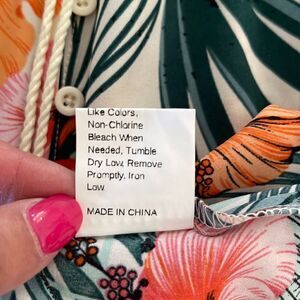 Like Colors,
Non-Chlorine
Bleach When
Needed, Tumble
Dry Low, Remove
Promptly, Iron
Low
MADE IN CHINA